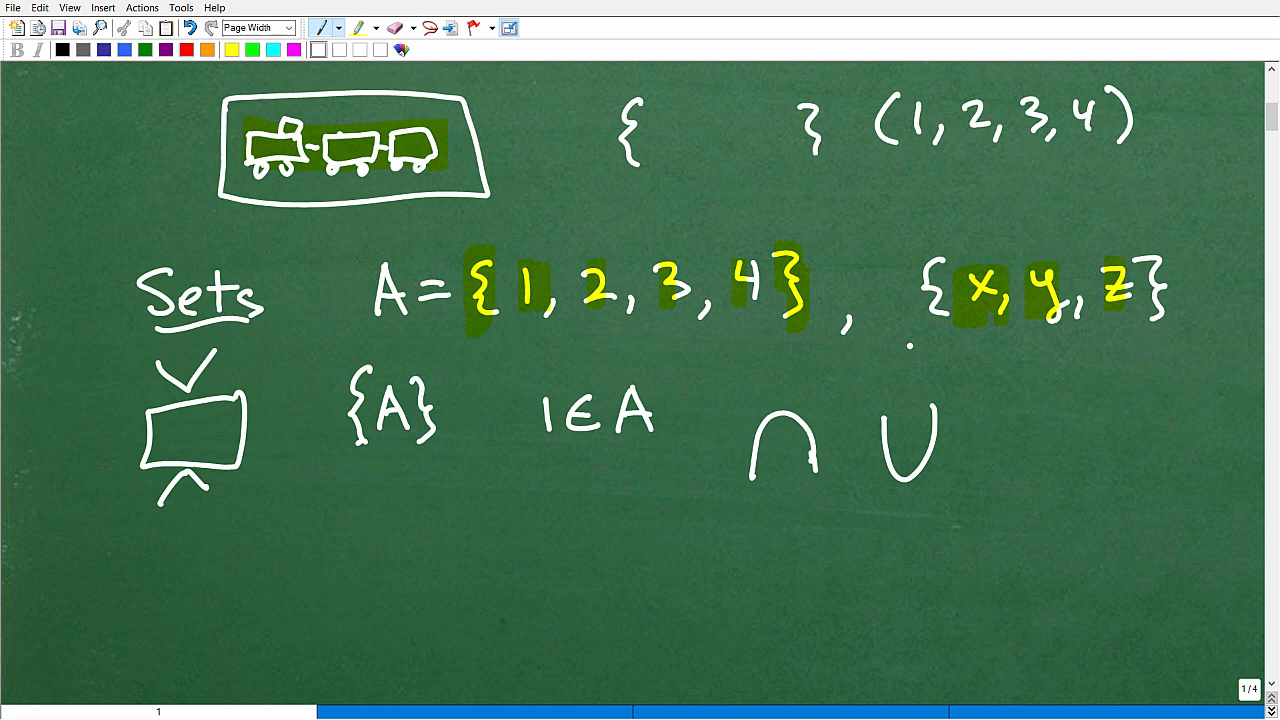 File Edit View Insert Actions Tools Help
Page Width
B I
{ } (1, 2, 3, 4)
Sets A = {1, 2, 3, 4}, {x, y, z}
{A} 1 ∈ A ∩ ∪
1/4
1